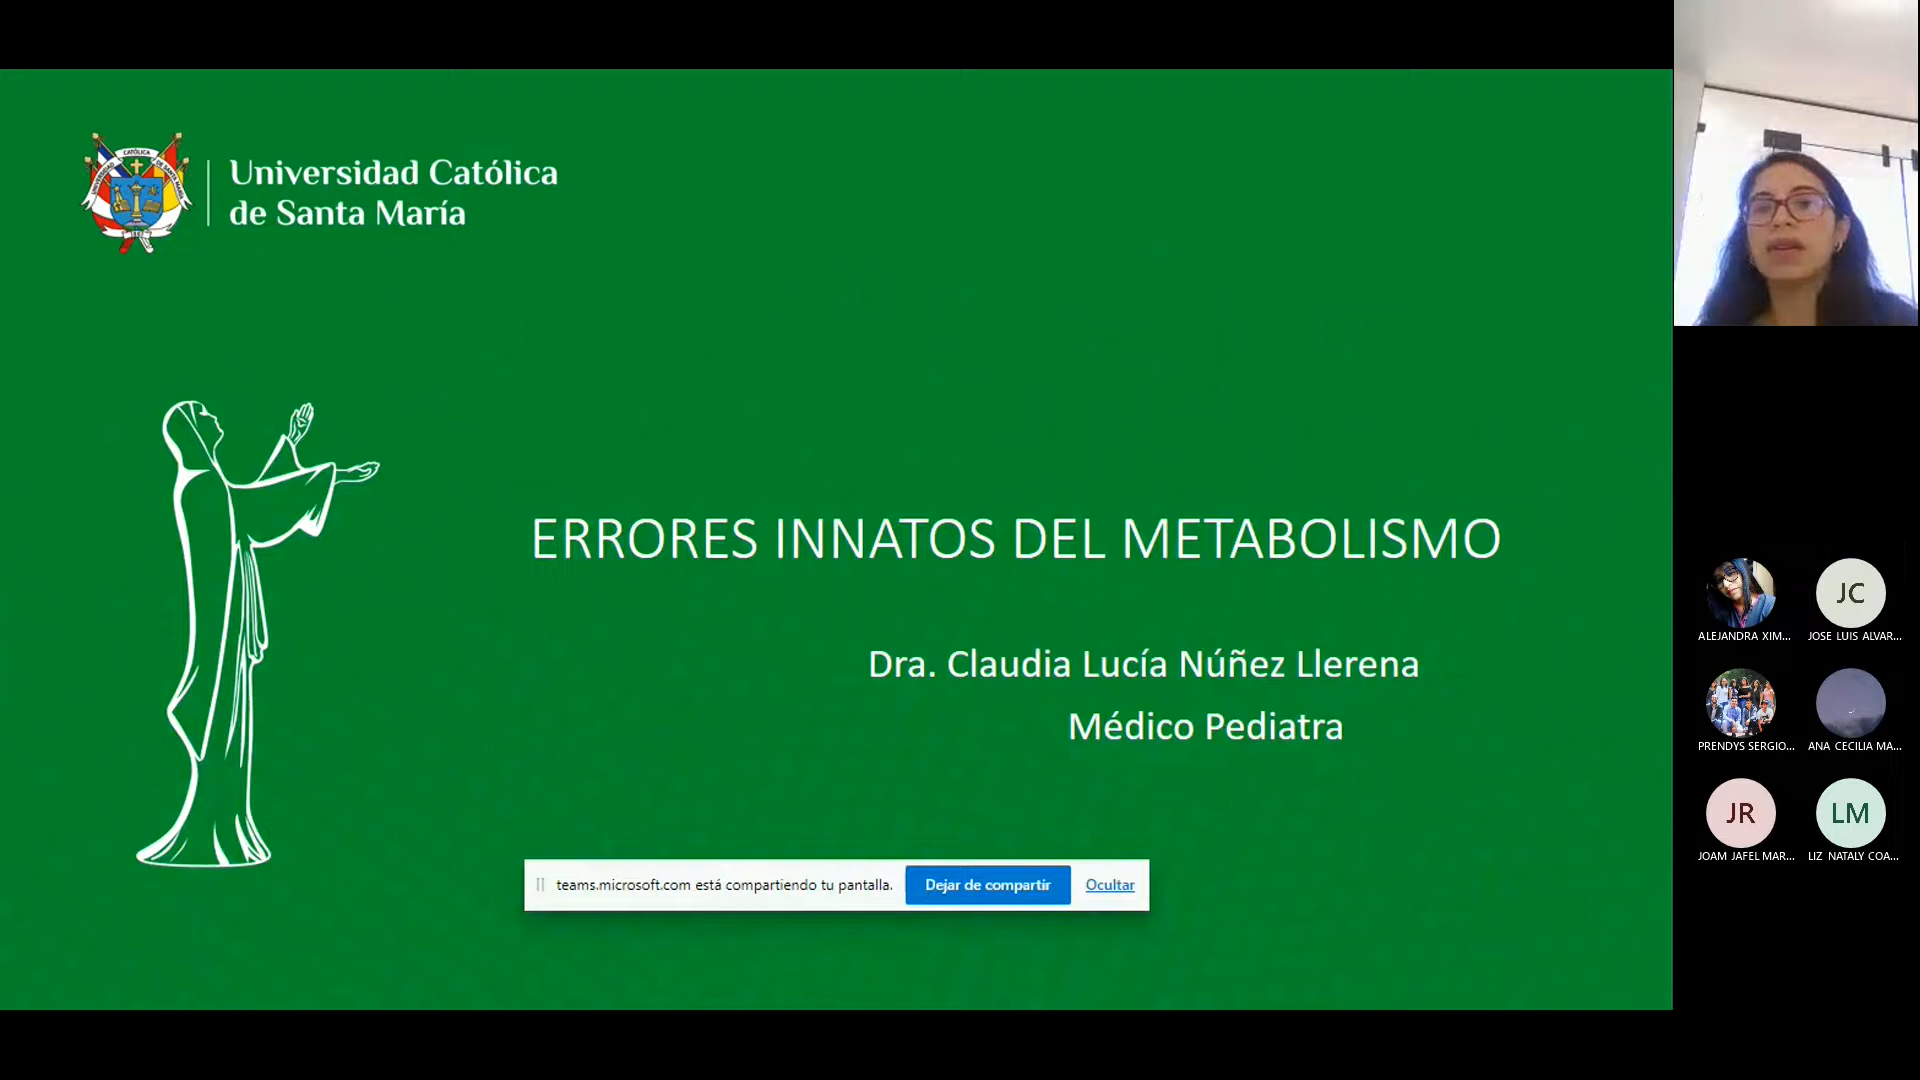 Universidad Católica
de Santa María
ERRORES INNATOS DEL METABOLISMO
Dra. Claudia Lucía Núñez Llerena
Médico Pediatra
teams.microsoft.com está compartiendo tu pantalla.
Dejar de compartir
Ocultar
JC
ALEJANDRA XIM...
JOSE LUIS ALVAR...
PRENDYS SERGIO...
ANA CECILIA MA...
JR
LM
JOAM JAFEL MAR...
LIZ NATALY COA...